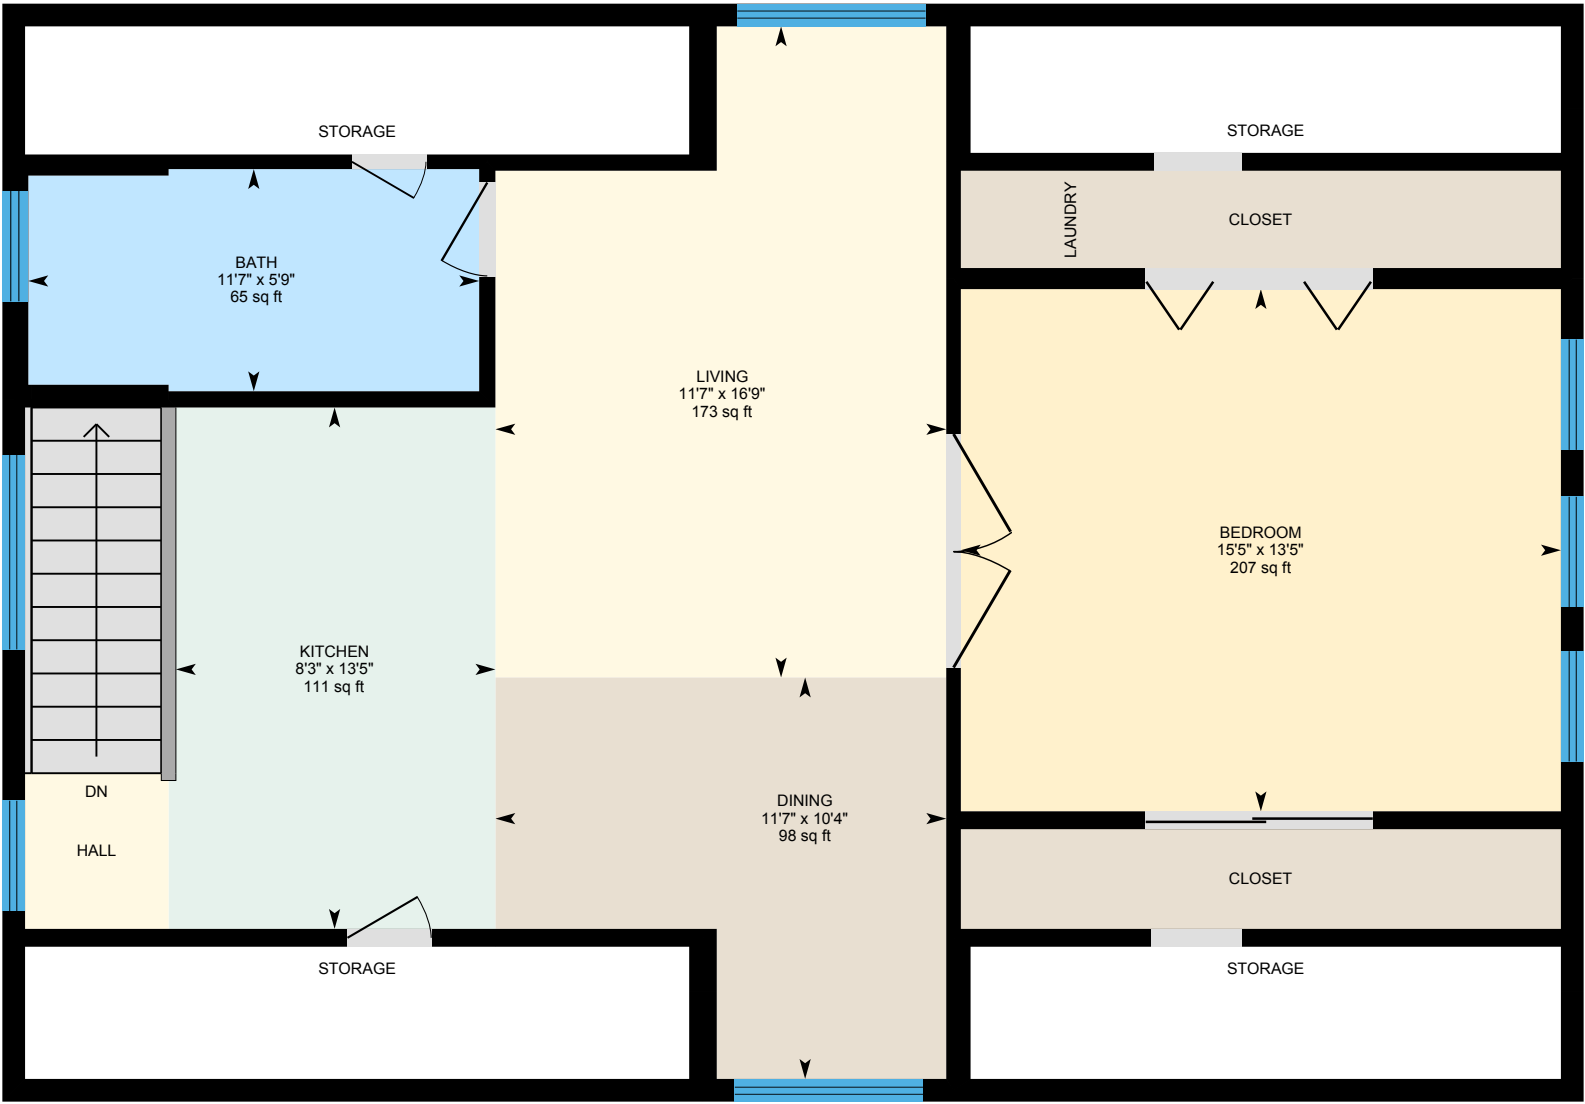 STORAGE
STORAGE
LAUNDRY
CLOSET
BATH
11'7" x 5'9"
65 sq ft
LIVING
11'7" x 16'9"
173 sq ft
BEDROOM
15'5" x 13'5"
207 sq ft
KITCHEN
8'3" x 13'5"
111 sq ft
DN
HALL
DINING
11'7" x 10'4"
98 sq ft
CLOSET
STORAGE
STORAGE